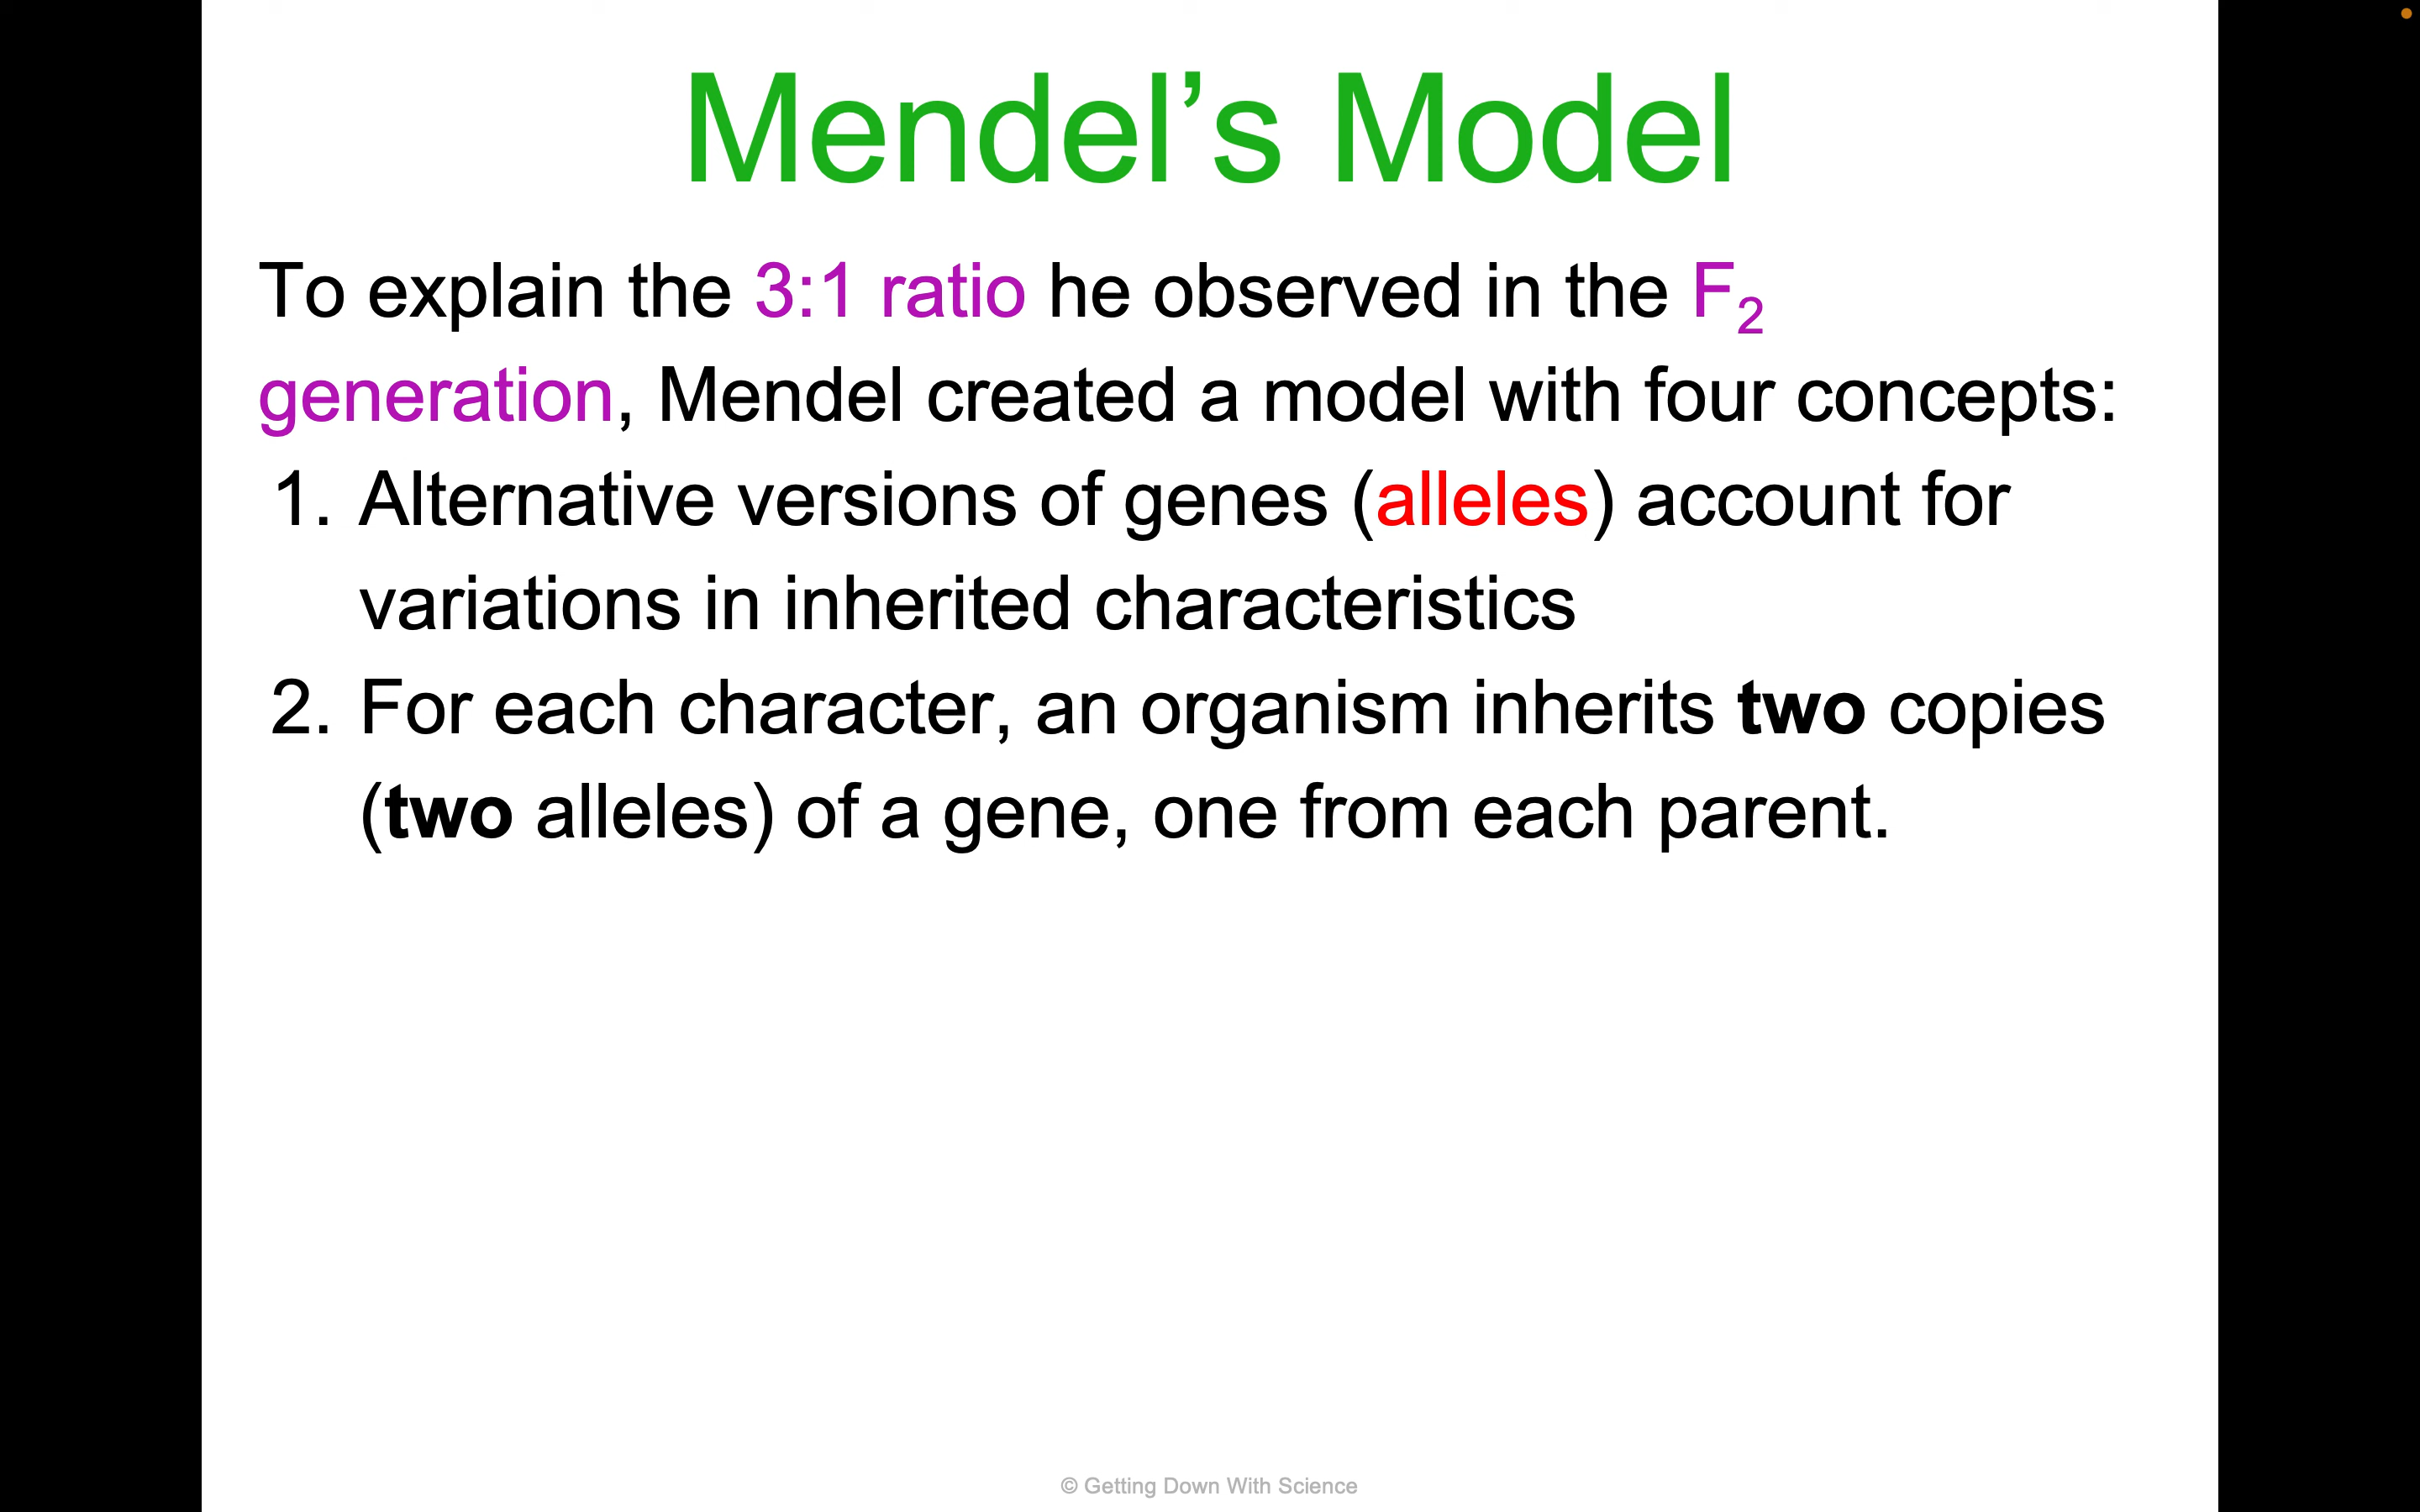 Mendel’s Model
To explain the 3:1 ratio he observed in the F₂
generation, Mendel created a model with four concepts:
1. Alternative versions of genes (alleles) account for
variations in inherited characteristics
2. For each character, an organism inherits two copies
(two alleles) of a gene, one from each parent.
© Getting Down With Science